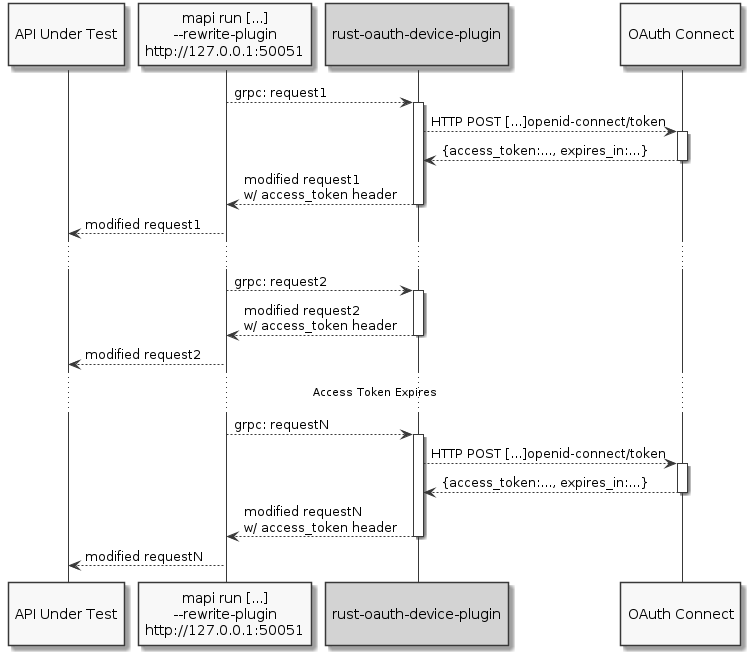 API Under Test
mapi run [...]
--rewrite-plugin
http://127.0.0.1:50051
rust-oauth-device-plugin
OAuth Connect
grpc: request1
HTTP POST [...]openid-connect/token
{access_token:..., expires_in:...}
modified request1
w/ access_token header
modified request1
grpc: request2
modified request2
w/ access_token header
modified request2
Access Token Expires
grpc: requestN
HTTP POST [...]openid-connect/token
{access_token:..., expires_in:...}
modified requestN
w/ access_token header
modified requestN
API Under Test
mapi run [...]
--rewrite-plugin
http://127.0.0.1:50051
rust-oauth-device-plugin
OAuth Connect